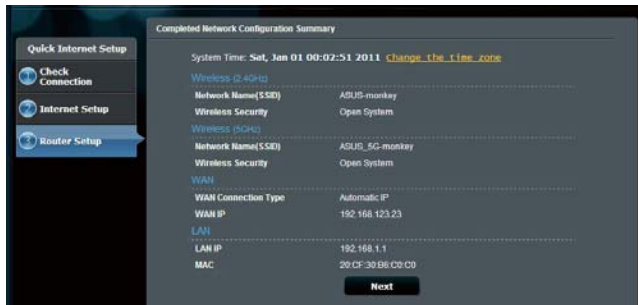 Completed Network Configuration Summary
Quick Internet Setup
1 Check
Connection
2 Internet Setup
3 Router Setup
System Time: Sat, Jan 01 00:02:51 2011 Change the time zone
Wireless (2.4GHz)
Network Name(SSID) ASUS-monkey
Wireless Security Open System
Wireless (5GHz)
Network Name(SSID) ASUS_5G-monkey
Wireless Security Open System
WAN
WAN Connection Type Automatic IP
WAN IP 192.168.123.23
LAN
LAN IP 192.168.1.1
MAC 20:CF:30:B6:C0:C0
Next